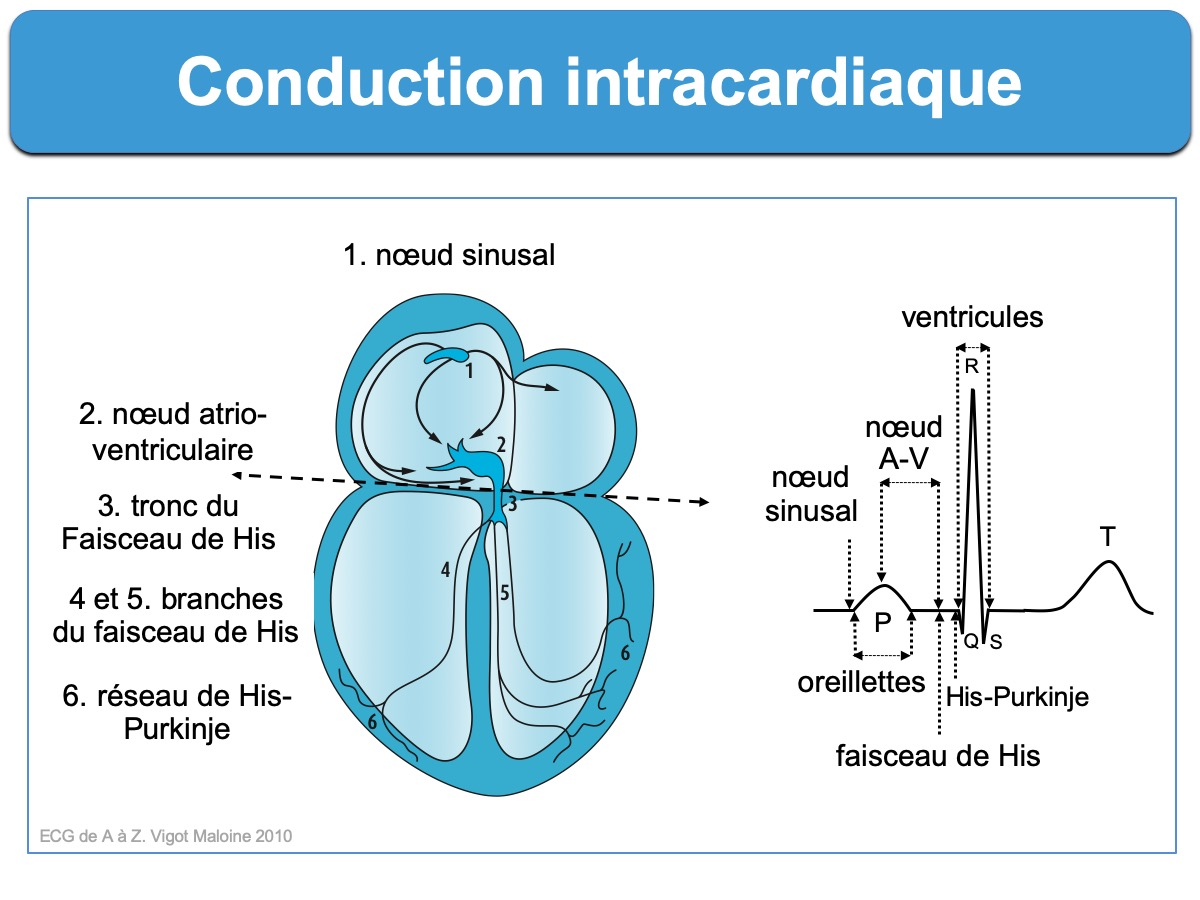 Conduction intracardiaque
1. nœud sinusal
2. nœud atrio-
ventriculaire
3. tronc du
Faisceau de His
4 et 5. branches
du faisceau de His
6. réseau de His-
Purkinje
1
2
3
4
5
6
6
ventricules
R
nœud
A-V
nœud
sinusal
T
P
Q
S
oreillettes
His-Purkinje
faisceau de His
ECG de A à Z. Vigot Maloine 2010